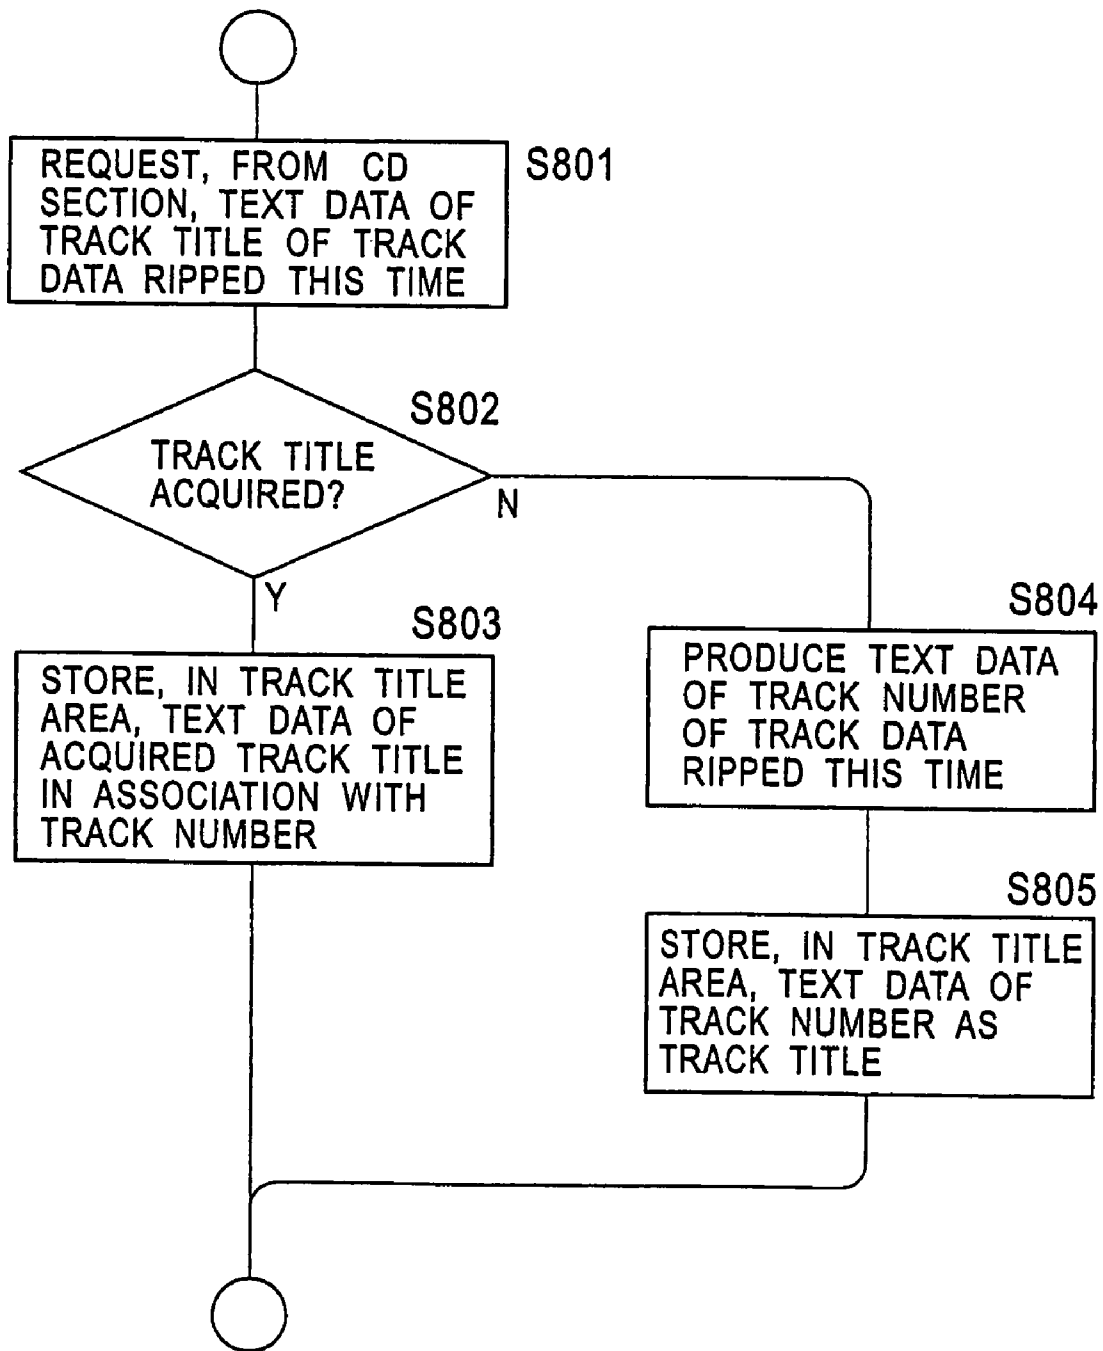 REQUEST, FROM CD
SECTION, TEXT DATA OF
TRACK TITLE OF TRACK
DATA RIPPED THIS TIME
S801
S802
TRACK TITLE
ACQUIRED?
N
Y
S803
STORE, IN TRACK TITLE
AREA, TEXT DATA OF
ACQUIRED TRACK TITLE
IN ASSOCIATION WITH
TRACK NUMBER
S804
PRODUCE TEXT DATA
OF TRACK NUMBER
OF TRACK DATA
RIPPED THIS TIME
S805
STORE, IN TRACK TITLE
AREA, TEXT DATA OF
TRACK NUMBER AS
TRACK TITLE